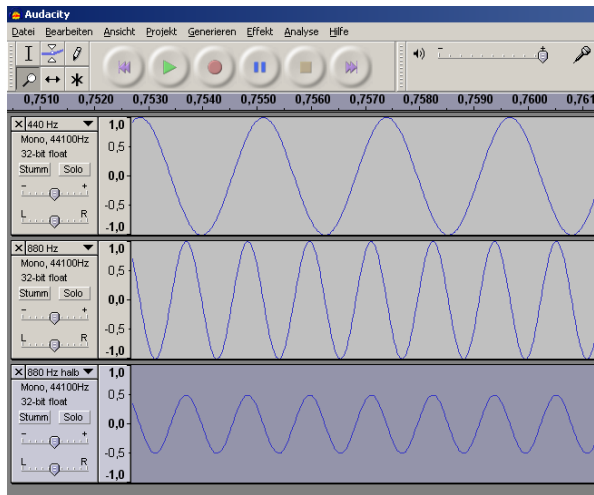 Audacity
Datei Bearbeiten Ansicht Projekt Generieren Effekt Analyse Hilfe
0,7510 0,7520 0,7530 0,7540 0,7550 0,7560 0,7570 0,7580 0,7590 0,7600 0,761
440 Hz
1,0
Mono, 44100Hz
32-bit float
0,5
Stumm Solo
0,0
- +
-0,5
L R
-1,0
880 Hz
1,0
Mono, 44100Hz
32-bit float
0,5
Stumm Solo
0,0
- +
-0,5
L R
-1,0
880 Hz halb
1,0
Mono, 44100Hz
32-bit float
0,5
Stumm Solo
0,0
- +
-0,5
L R
-1,0